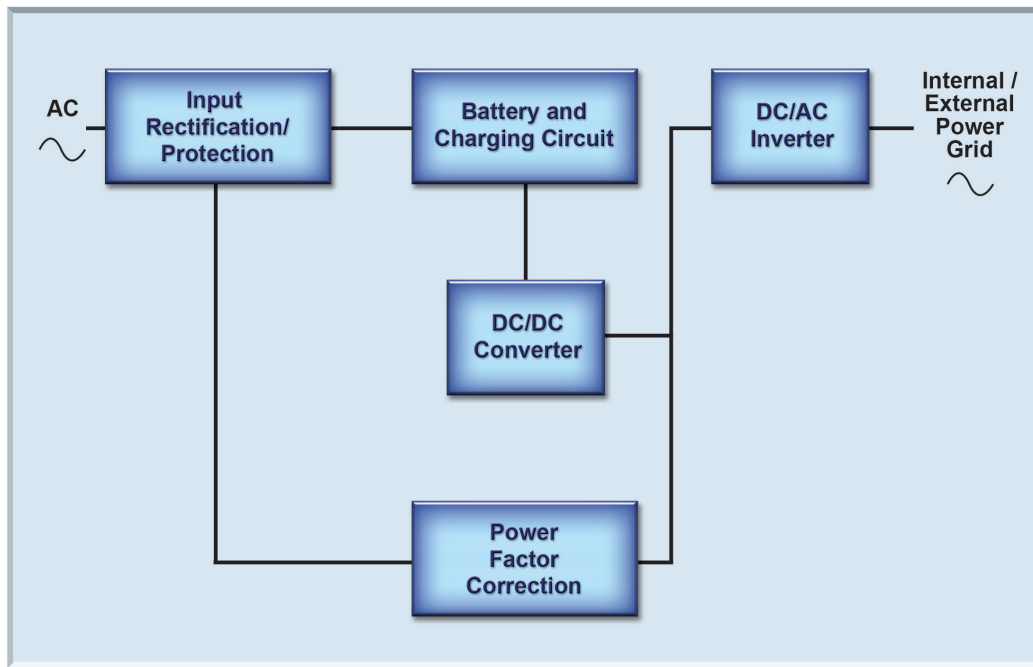 AC
Input
Rectification/
Protection
Battery and
Charging Circuit
DC/AC
Inverter
Internal /
External
Power
Grid
DC/DC
Converter
Power
Factor
Correction